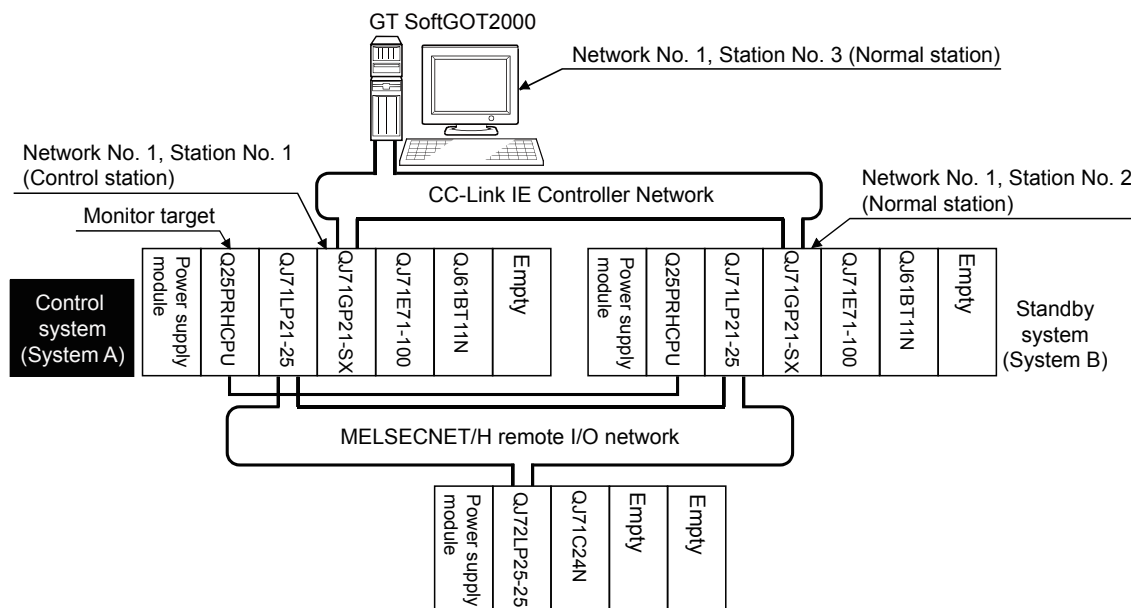 GT SoftGOT2000
Network No. 1, Station No. 3 (Normal station)
Network No. 1, Station No. 1
(Control station)
CC-Link IE Controller Network
Network No. 1, Station No. 2
(Normal station)
Monitor target
Control
system
(System A)
Power supply
module
Q25PRHCPU
QJ71LP21-25
QJ71GP21-SX
QJ71E71-100
QJ61BT11N
Empty
Power supply
module
Q25PRHCPU
QJ71LP21-25
QJ71GP21-SX
QJ71E71-100
QJ61BT11N
Empty
Standby
system
(System B)
MELSECNET/H remote I/O network
Power supply
module
QJ72LP25-25
QJ71C24N
Empty
Empty